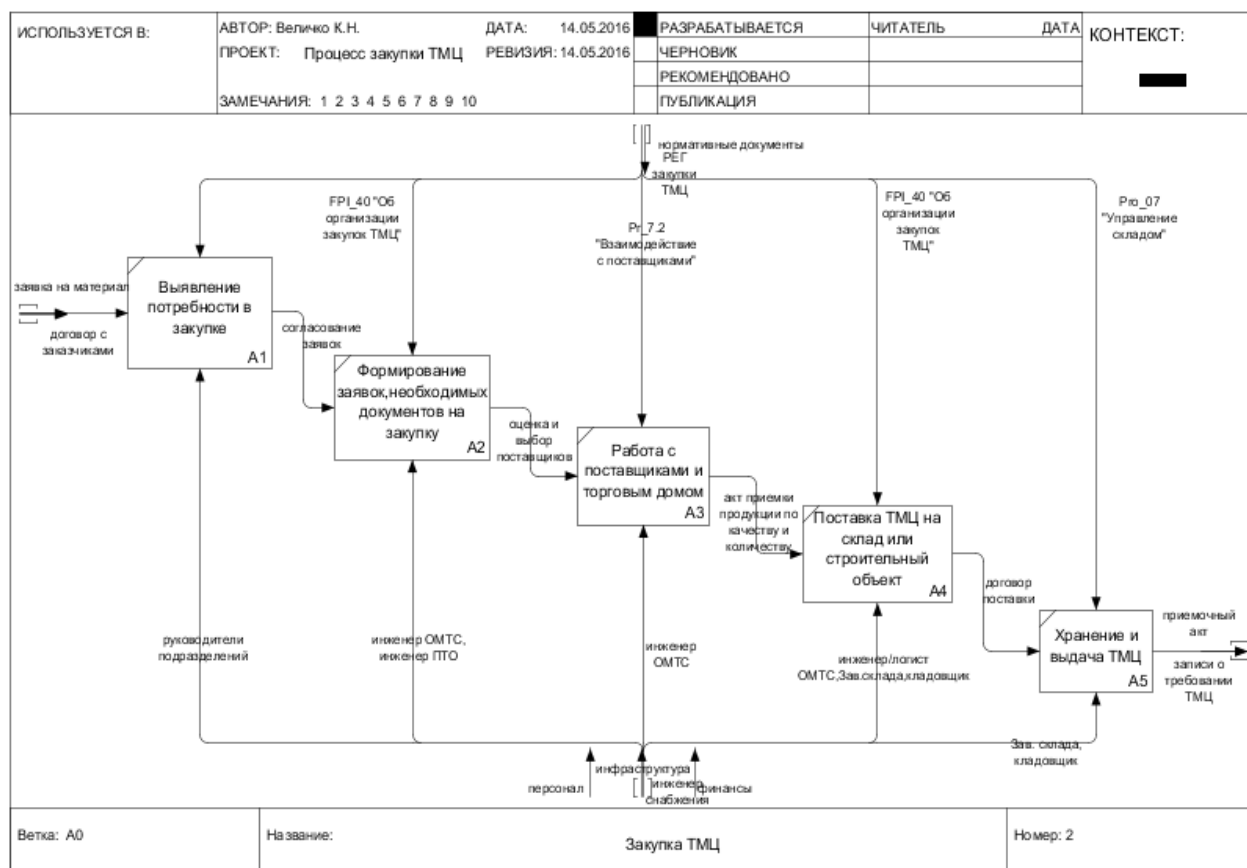 ИСПОЛЬЗУЕТСЯ В:
АВТОР: Величко К.Н.
ДАТА: 14.05.2016
ПРОЕКТ: Процесс закупки ТМЦ
РЕВИЗИЯ: 14.05.2016
ЗАМЕЧАНИЯ: 1 2 3 4 5 6 7 8 9 10
РАЗРАБАТЫВАЕТСЯ
ЧЕРНОВИК
РЕКОМЕНДОВАНО
ПУБЛИКАЦИЯ
ЧИТАТЕЛЬ
ДАТА
КОНТЕКСТ:
нормативные документы
РЕГ
закупки
ТМЦ
FPI_40 "Об
организации
закупок ТМЦ"
Pr_7.2
"Взаимодействие
с поставщиками"
FPI_40 "Об
организации
закупок
ТМЦ"
Pro_07
"Управление
складом"
заявка на материал
договор с
заказчиками
Выявление
потребности в
закупке
A1
согласование
заявок
Формирование
заявок,необходимых
документов на
закупку
A2
оценка и
выбор
поставщиков
Работа с
поставщиками и
торговым домом
A3
акт приемки
продукции по
качеству и
количеству
Поставка ТМЦ на
склад или
строительный
объект
A4
договор
поставки
Хранение и
выдача ТМЦ
A5
приемочный
акт
записи о
требовании
ТМЦ
руководители
подразделений
инженер ОМТС,
инженер ПТО
инженер
ОМТС
инженер/логист
ОМТС,Зав.склада,кладовщик
Зав. склада,
кладовщик
персонал
инфраструктура
инженер
снабжения
финансы
Ветка: A0
Название:
Закупка ТМЦ
Номер: 2